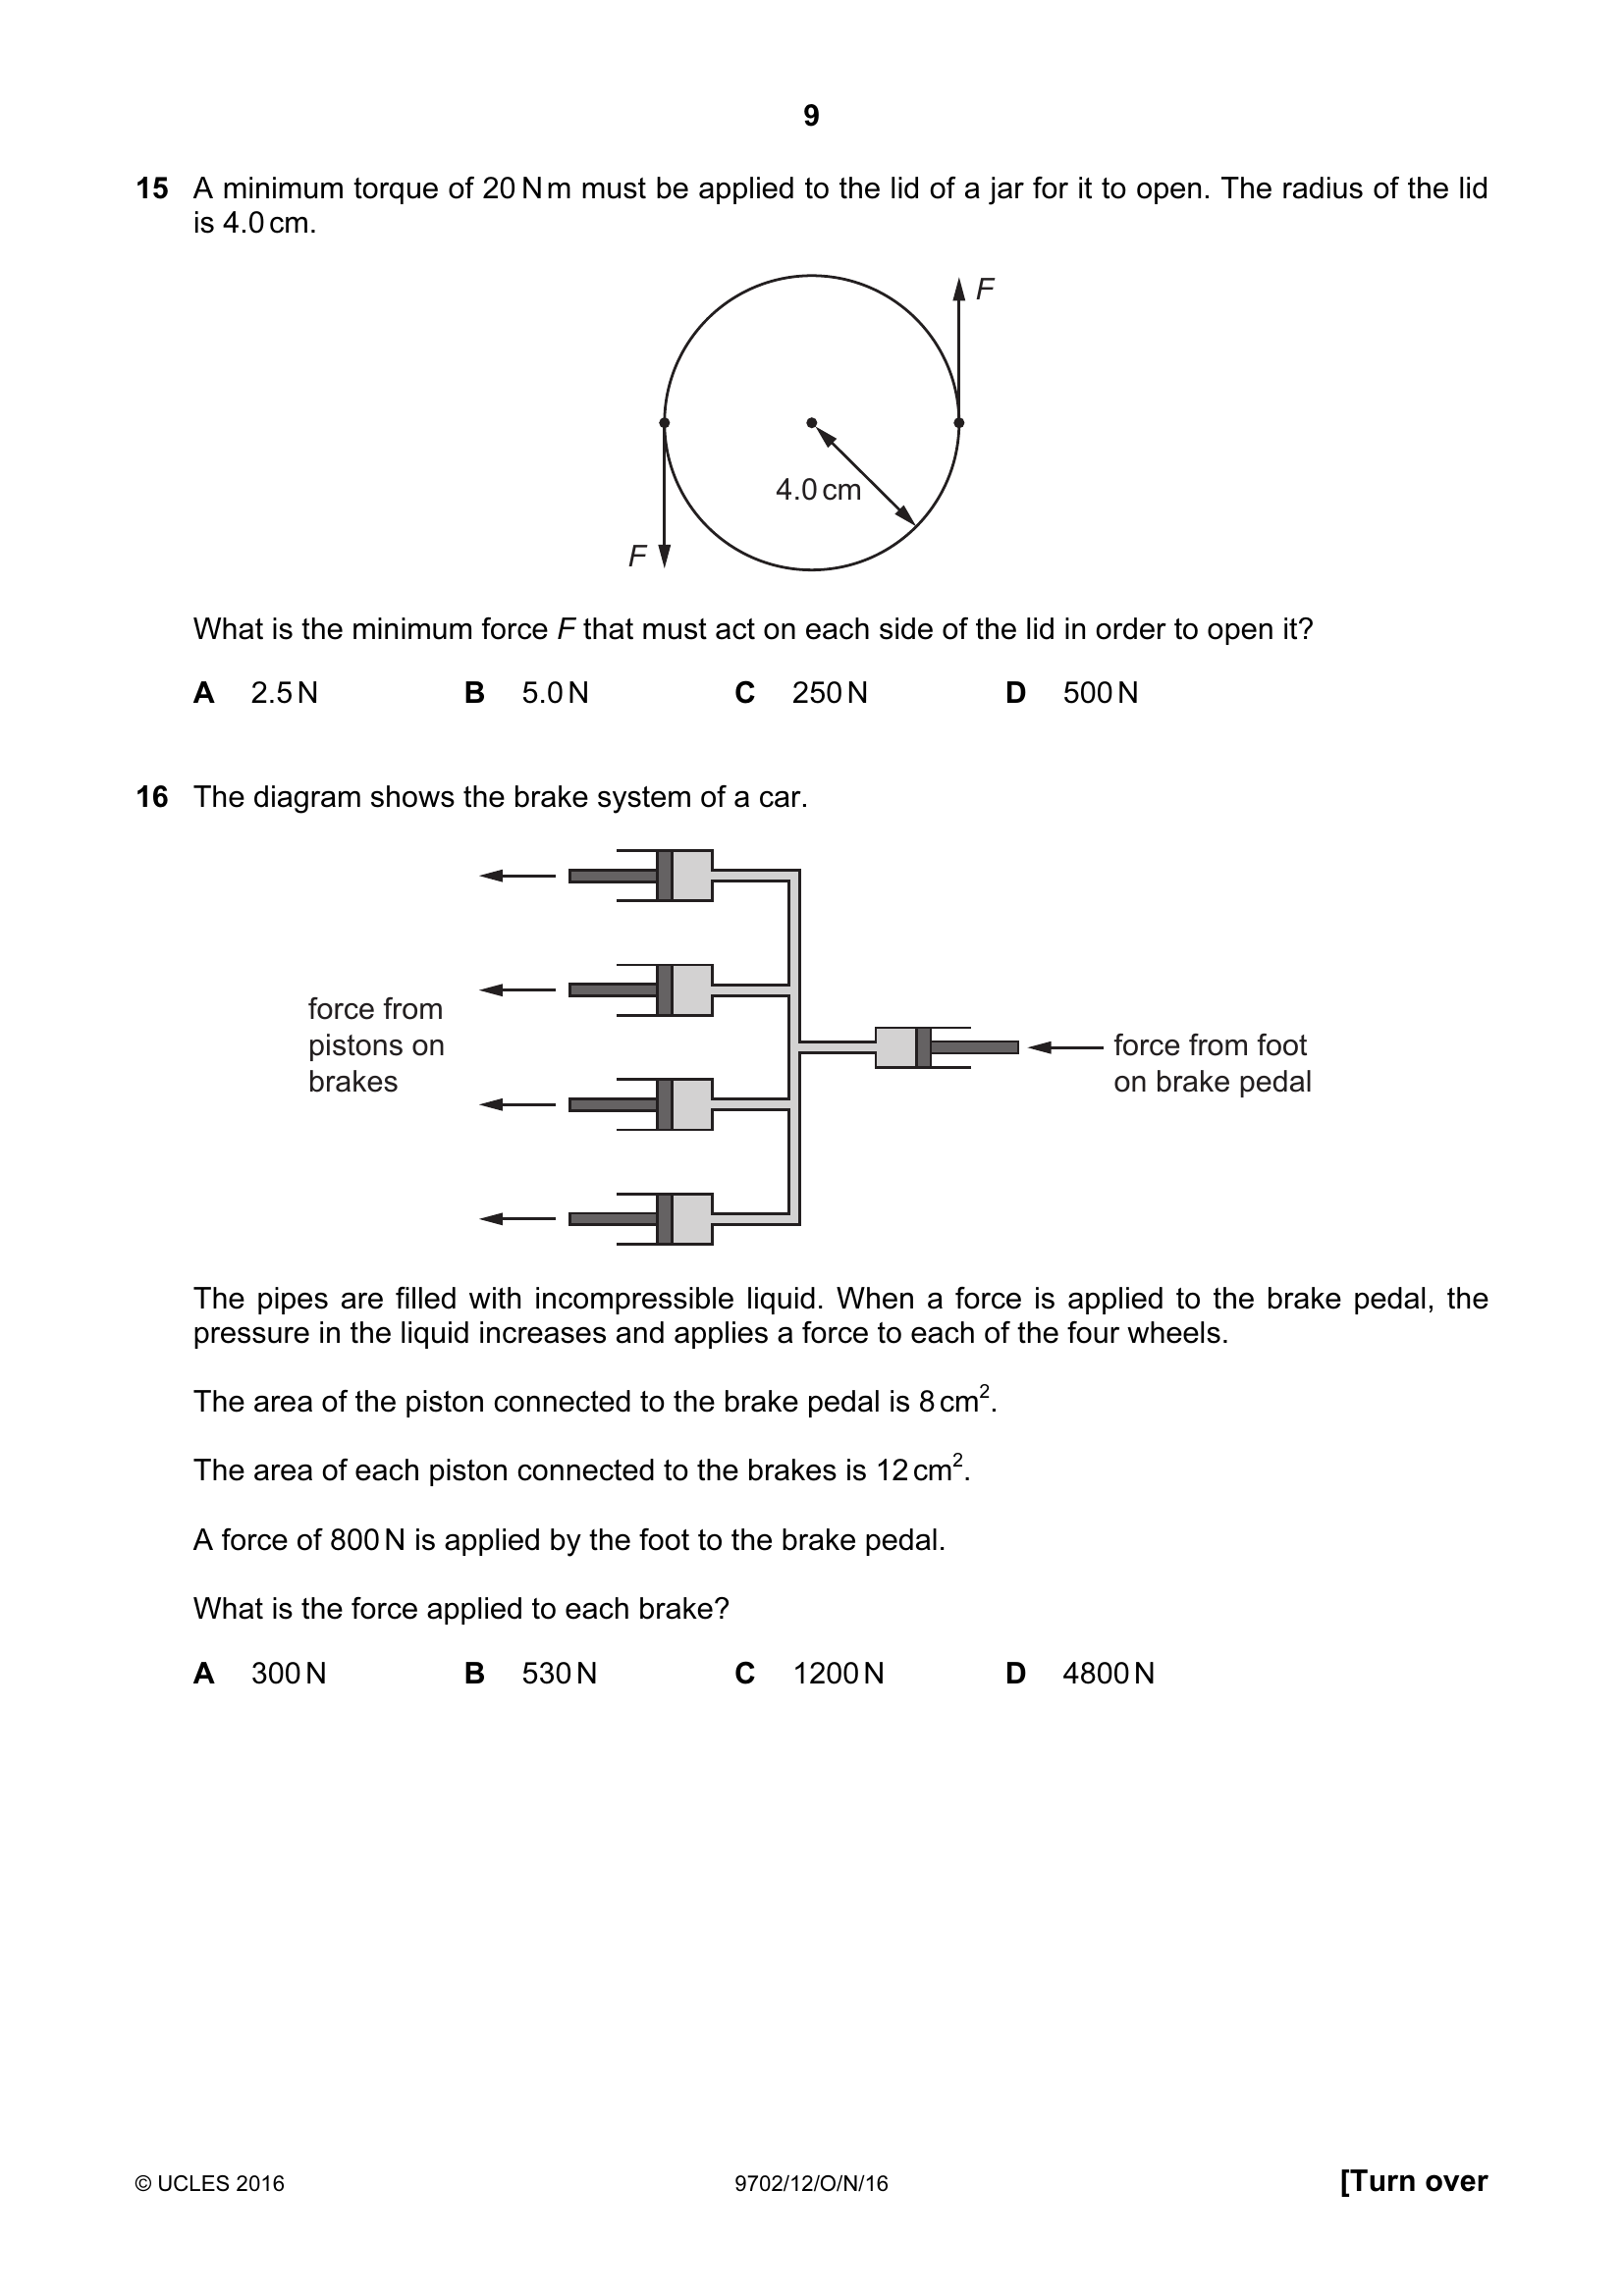 9
15 A minimum torque of 20 N m must be applied to the lid of a jar for it to open. The radius of the lid
is 4.0 cm.
F
4.0 cm
F
What is the minimum force F that must act on each side of the lid in order to open it?
A 2.5 N B 5.0 N C 250 N D 500 N
16 The diagram shows the brake system of a car.
force from
pistons on
brakes
force from foot
on brake pedal
The pipes are filled with incompressible liquid. When a force is applied to the brake pedal, the
pressure in the liquid increases and applies a force to each of the four wheels.
The area of the piston connected to the brake pedal is 8 cm².
The area of each piston connected to the brakes is 12 cm².
A force of 800 N is applied by the foot to the brake pedal.
What is the force applied to each brake?
A 300 N B 530 N C 1200 N D 4800 N
© UCLES 2016 9702/12/O/N/16 [Turn over